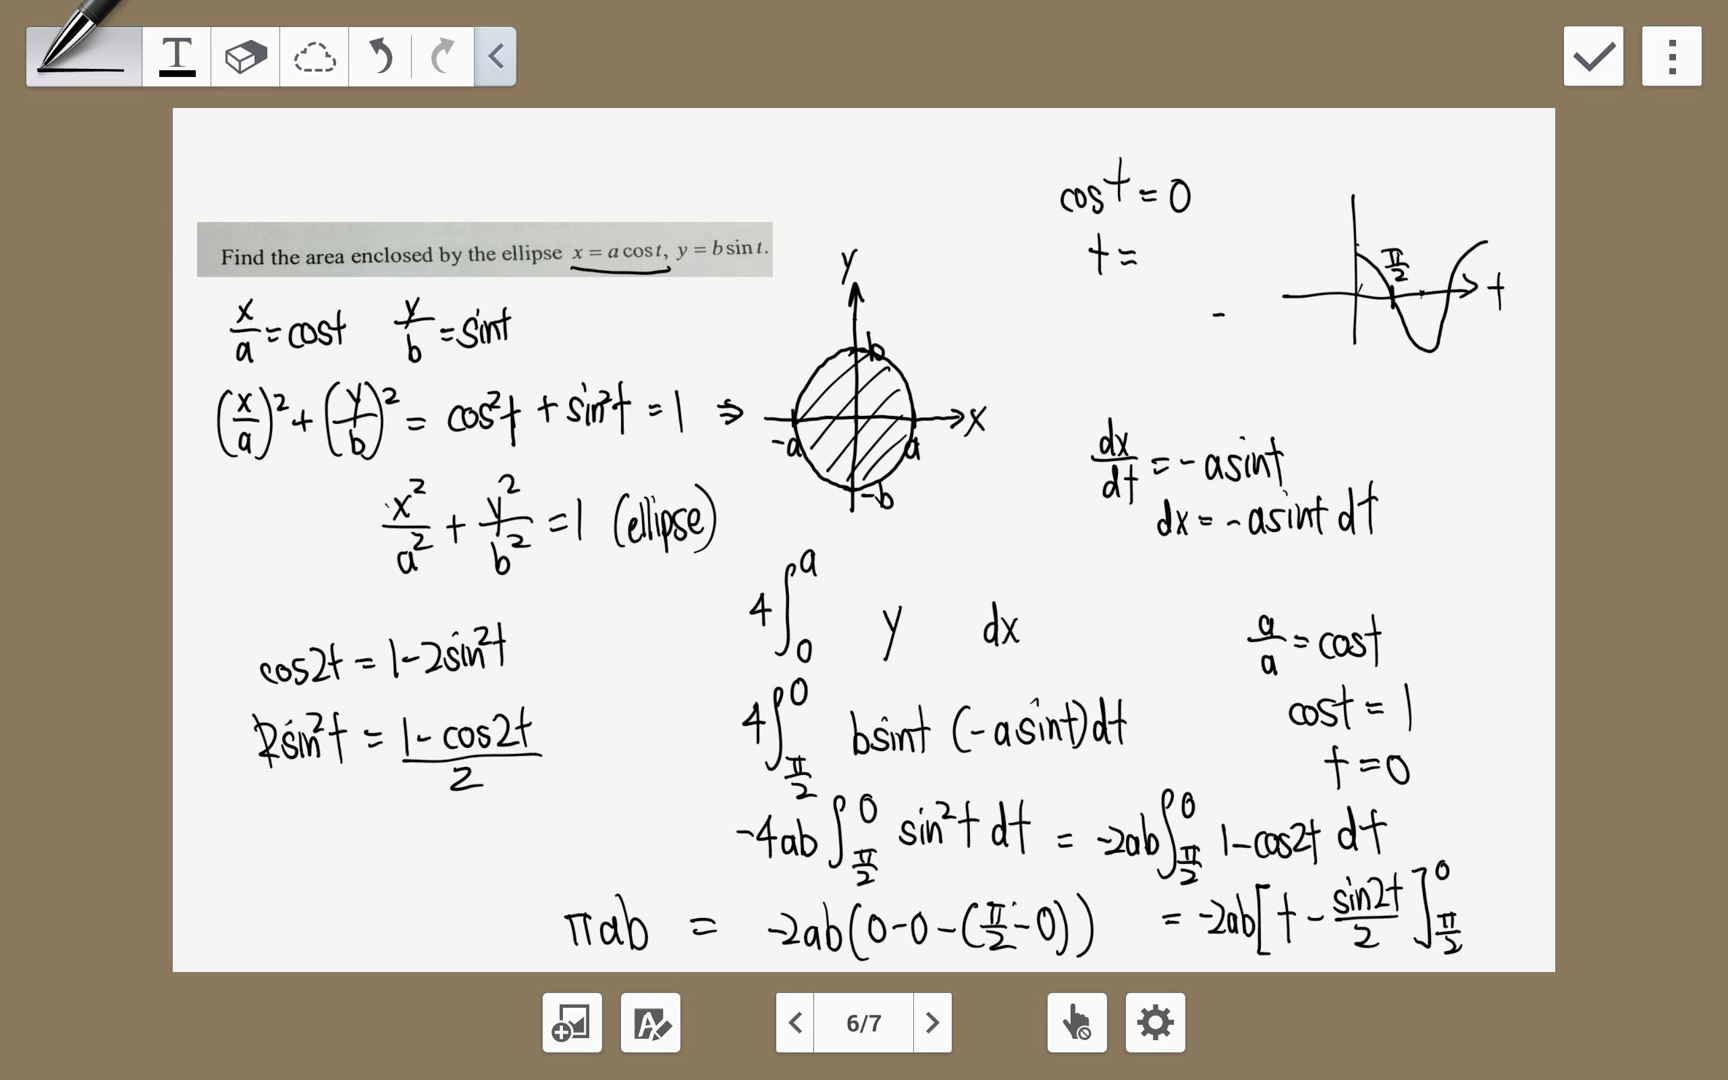 T
Find the area enclosed by the ellipse x = a cos t, y = b sin t.
x/a = cost y/b = sint
(x/a)² + (y/b)² = cos²t + sin²t = 1 ⇒
x²/a² + y²/b² = 1 (ellipse)
y
b
-a a x
-b
cos t = 0
t =
-
π/2
t
dx/dt = -asint
dx = -asint dt
4∫₀ᵃ y dx
a/a = cost
cost = 1
t = 0
cos2t = 1-2sin²t
2sin²t = (1-cos2t)/2
4∫_{π/2}^{0} bsint (-asint)dt
-4ab∫_{π/2}^{0} sin²t dt = -2ab∫_{π/2}^{0} 1-cos2t dt
πab = -2ab(0-0-(π/2-0)) = -2ab[t - sin2t/2]_{π/2}^{0}
A
6/7